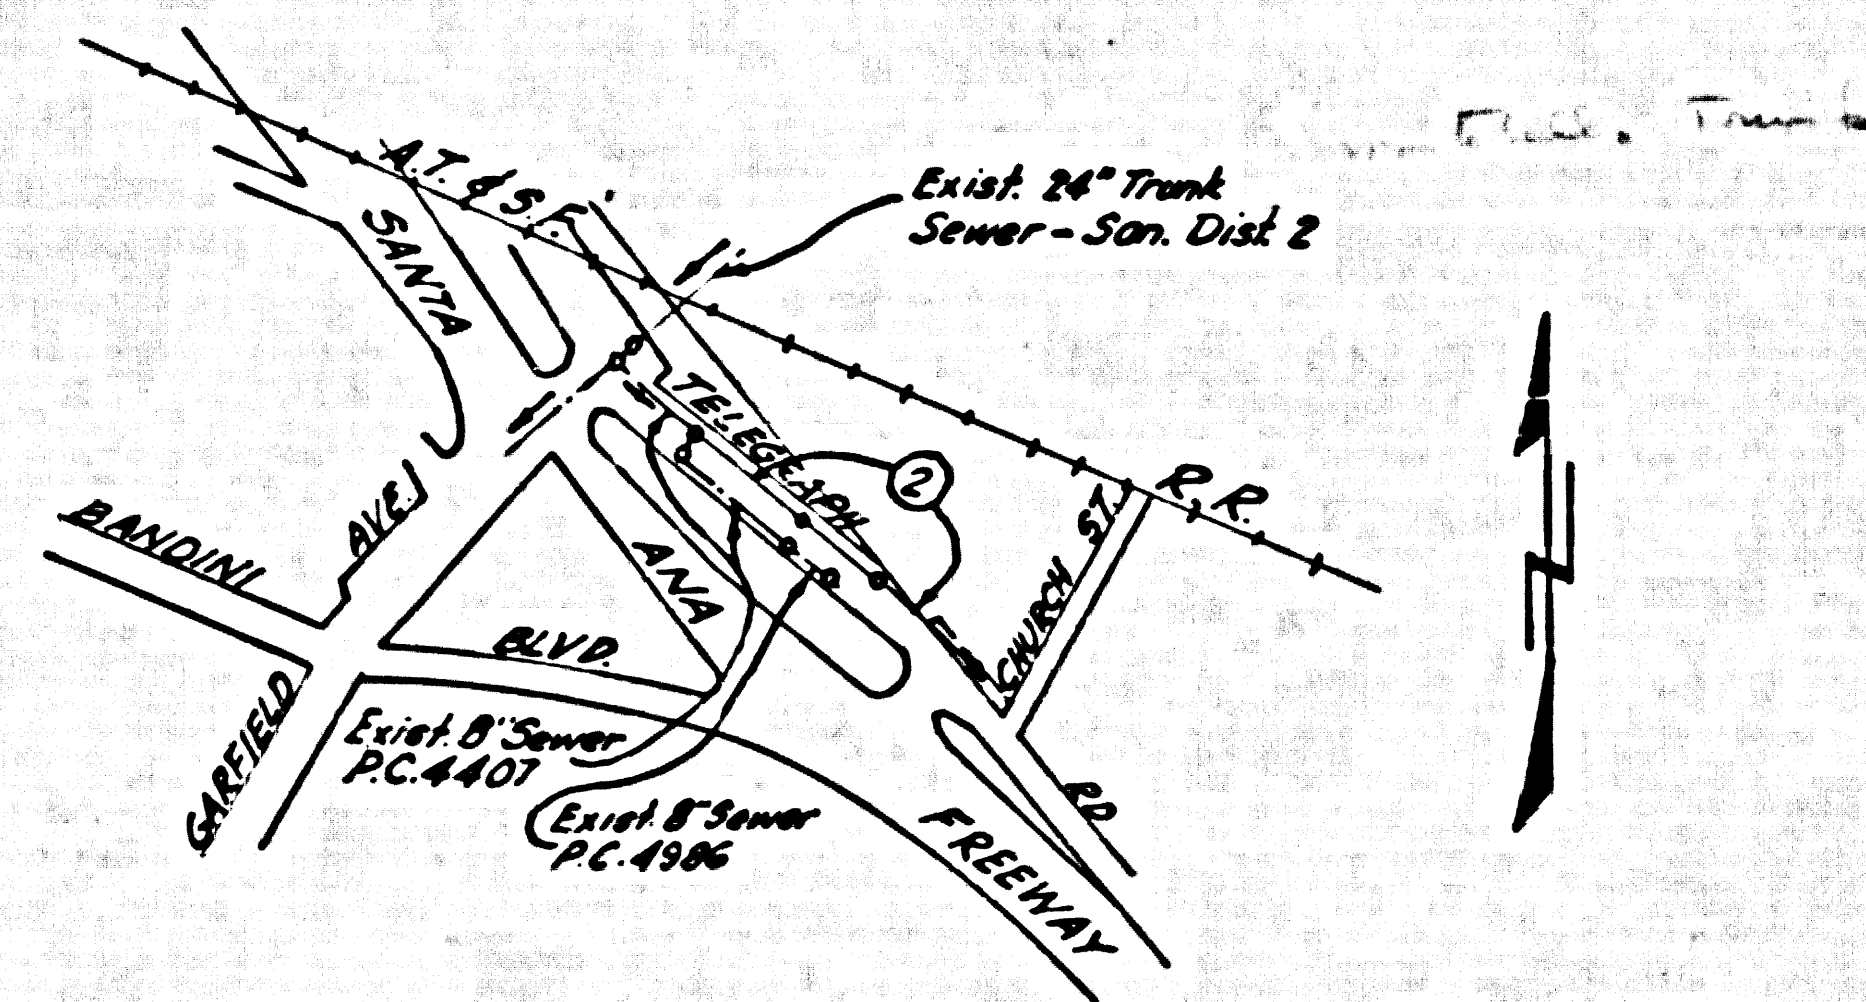 A.T. & S.F.
Exist. 24" Trunk
Sewer - San. Dist 2
SANTA
TELEGRAPH
2
R.R.
BANDINI
AVE.
ANA
CHURCH ST.
BLVD.
GARFIELD
Exist. 8" Sewer
P.C. 4407
Exist. 8" Sewer
P.C. 4986
RD
FREEWAY